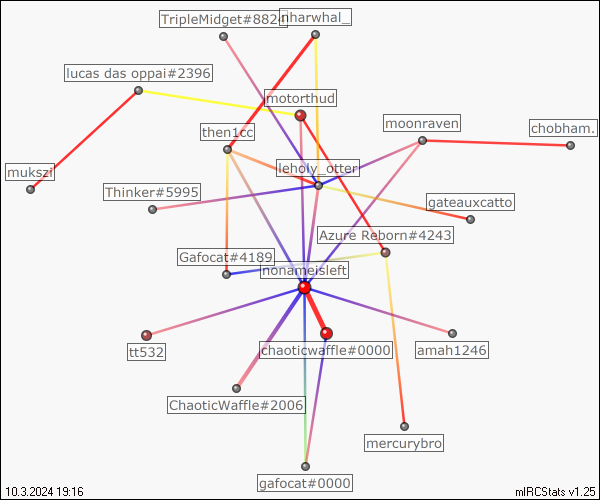 TripleMidget#8824
nharwhal_
lucas das oppai#2396
motorthud
then1cc
moonraven
chobham.
mukszi
leholy_otter
Thinker#5995
gateauxcatto
Azure Reborn#4243
Gafocat#4189
nonameisleft
tt532
chaoticwaffle#0000
amah1246
ChaoticWaffle#2006
mercurybro
gafocat#0000
10.3.2024 19:16
mIRCStats v1.25